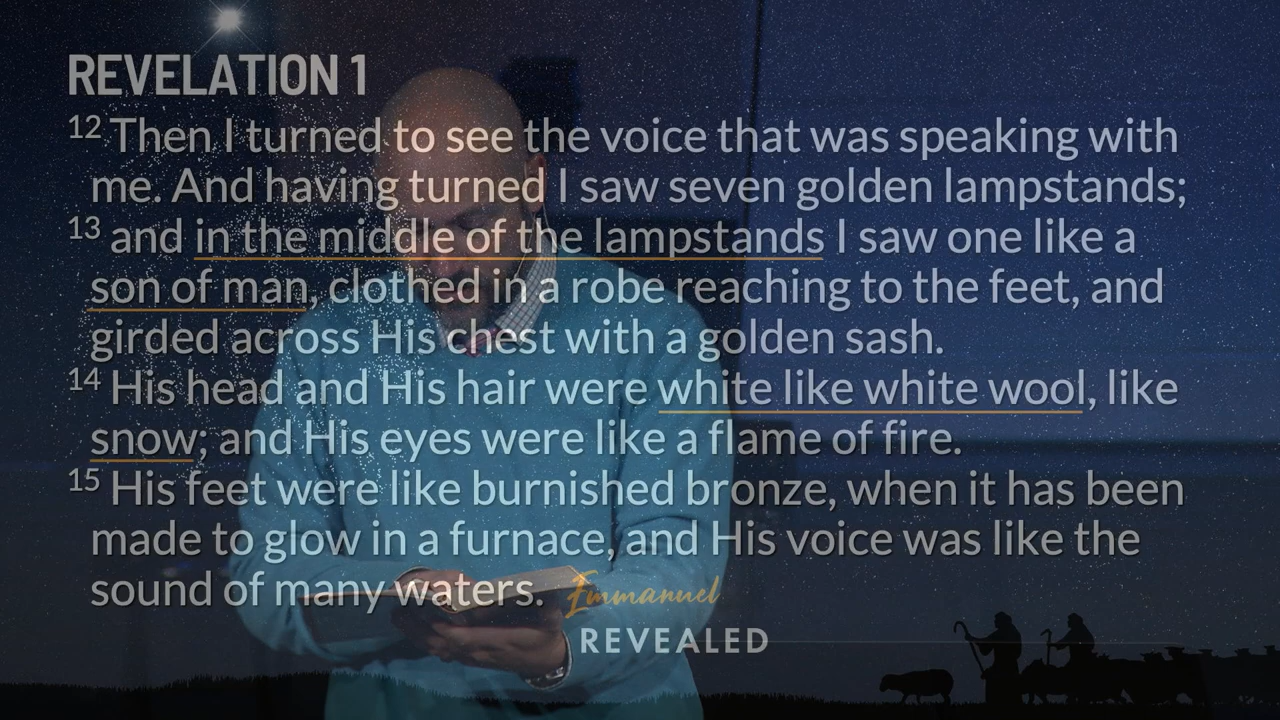 REVELATION 1
12 Then I turned to see the voice that was speaking with
me. And having turned I saw seven golden lampstands;
13 and in the middle of the lampstands I saw one like a
son of man, clothed in a robe reaching to the feet, and
girded across His chest with a golden sash.
14 His head and His hair were white like white wool, like
snow; and His eyes were like a flame of fire.
15 His feet were like burnished bronze, when it has been
made to glow in a furnace, and His voice was like the
sound of many waters.
Emmanuel
REVEALED